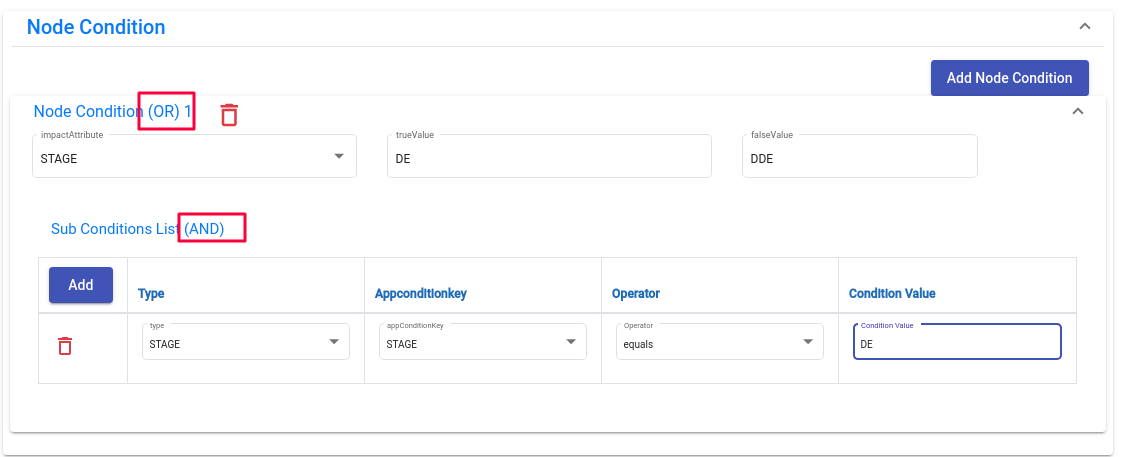 Node Condition
Add Node Condition
Node Condition (OR) 1
impactAttribute trueValue falseValue
STAGE DE DDE
Sub Conditions List (AND)
Add Type Appconditionkey Operator Condition Value
type appConditionKey Operator Condition Value
STAGE STAGE equals DE